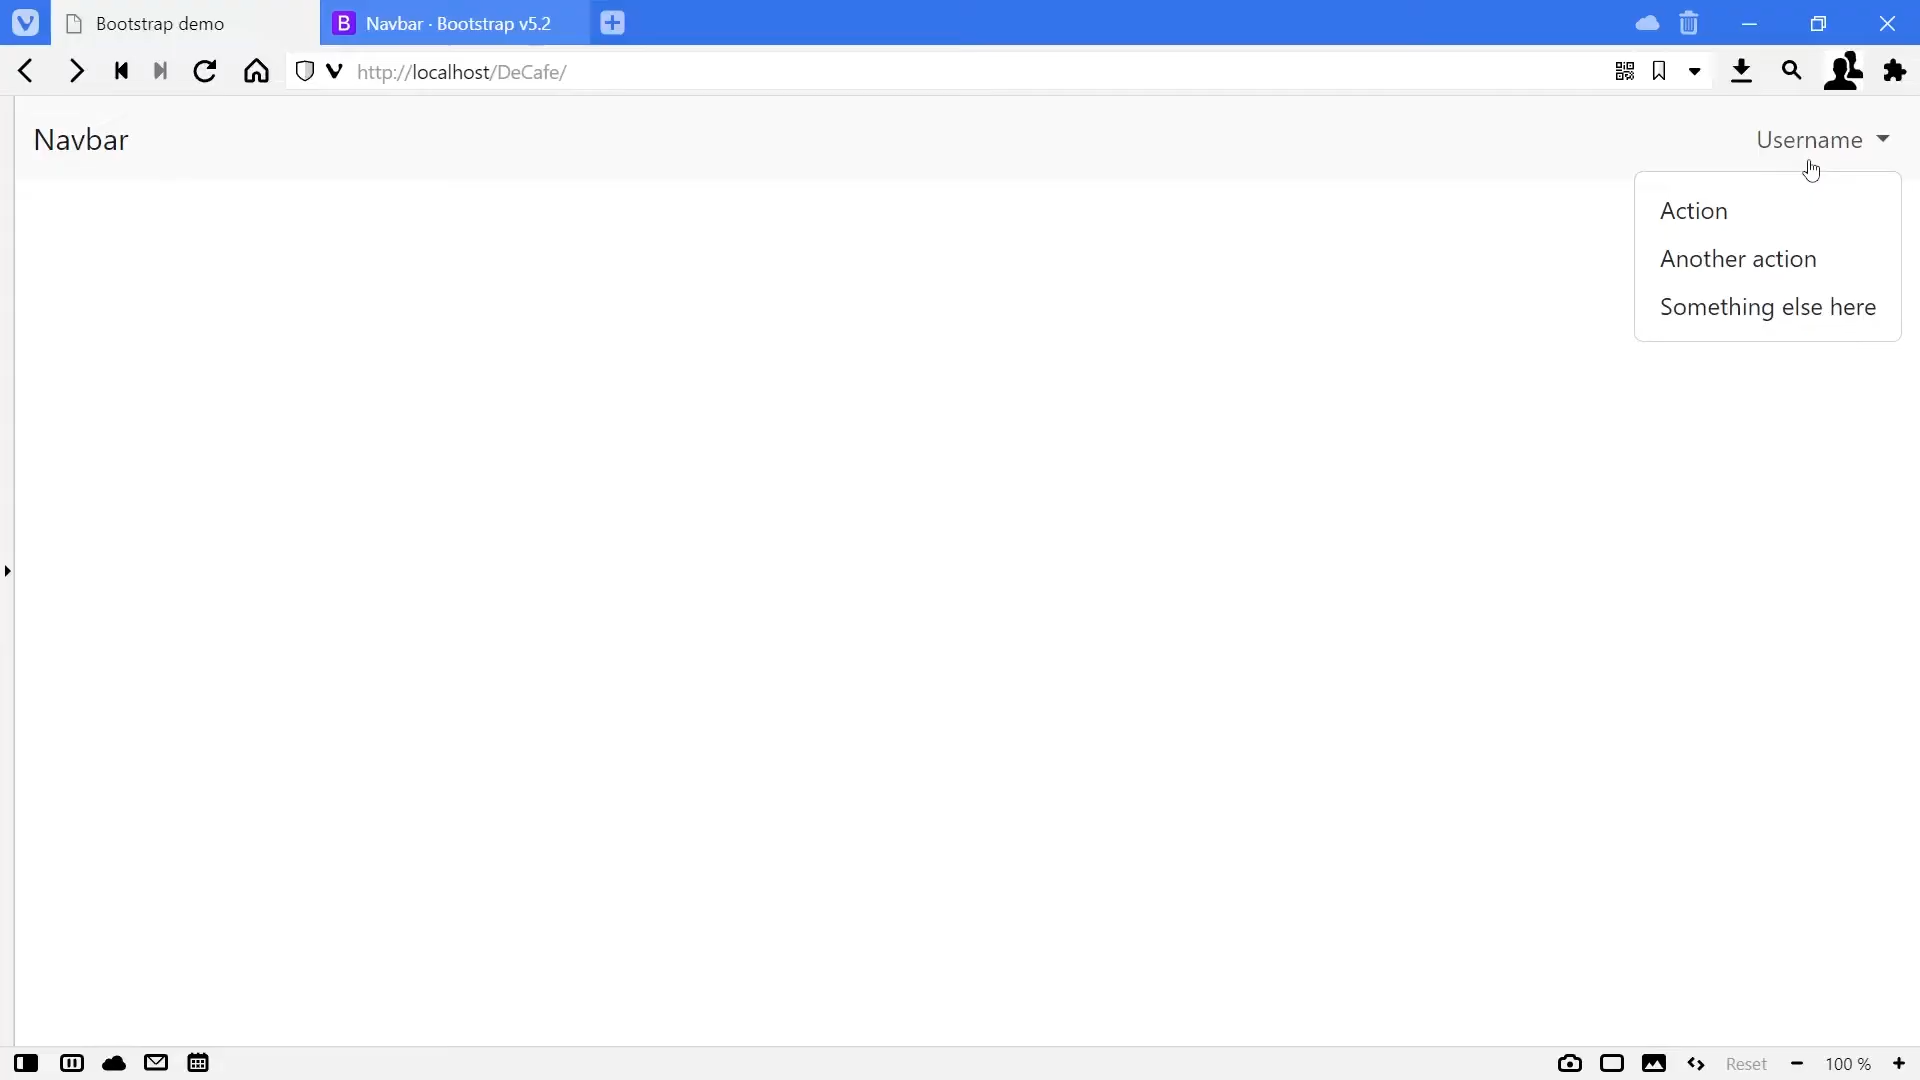 Bootstrap demo
B Navbar · Bootstrap v5.2
http://localhost/DeCafe/
Navbar
Username
Action
Another action
Something else here
Reset
100 %